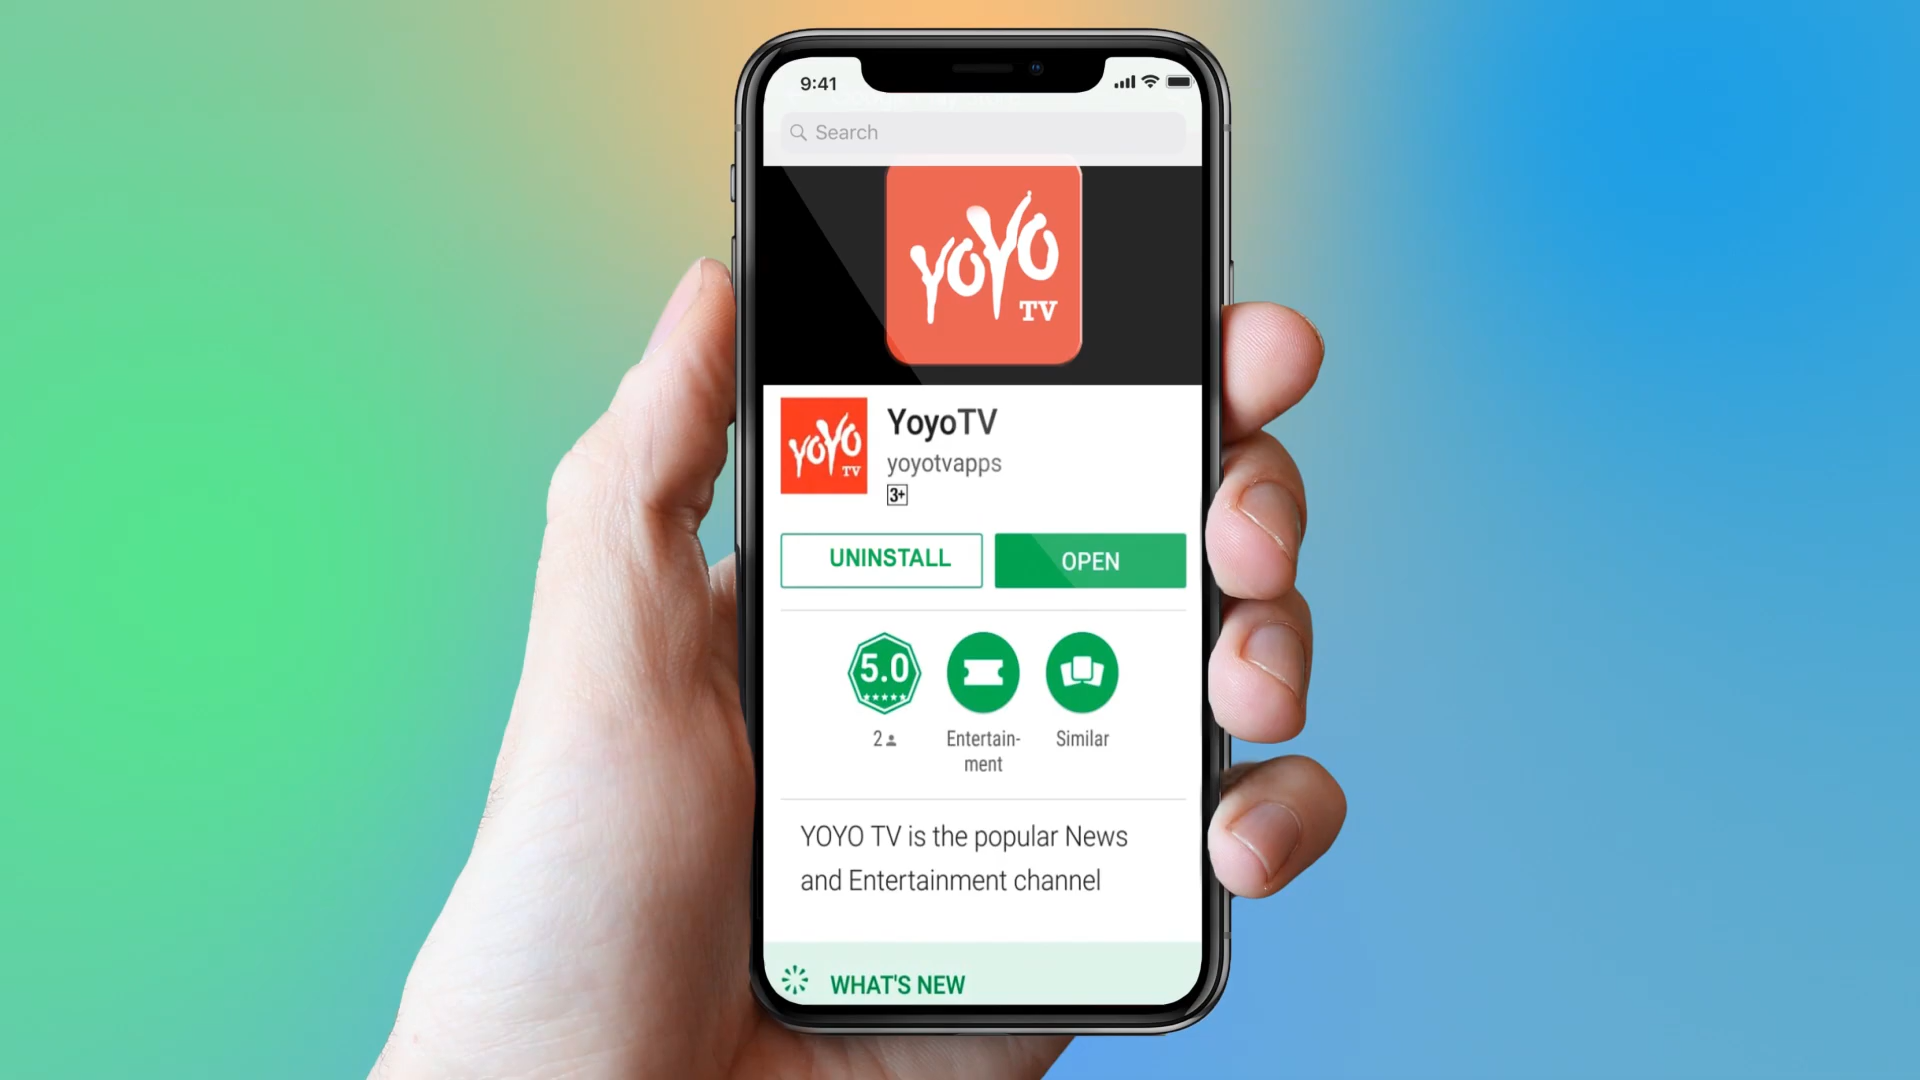 9:41
Search
YOYO
TV
YOYO
TV
YoyoTV
yoyotvapps
3+
UNINSTALL
OPEN
5.0
2
Entertain-
ment
Similar
YOYO TV is the popular News
and Entertainment channel
WHAT'S NEW